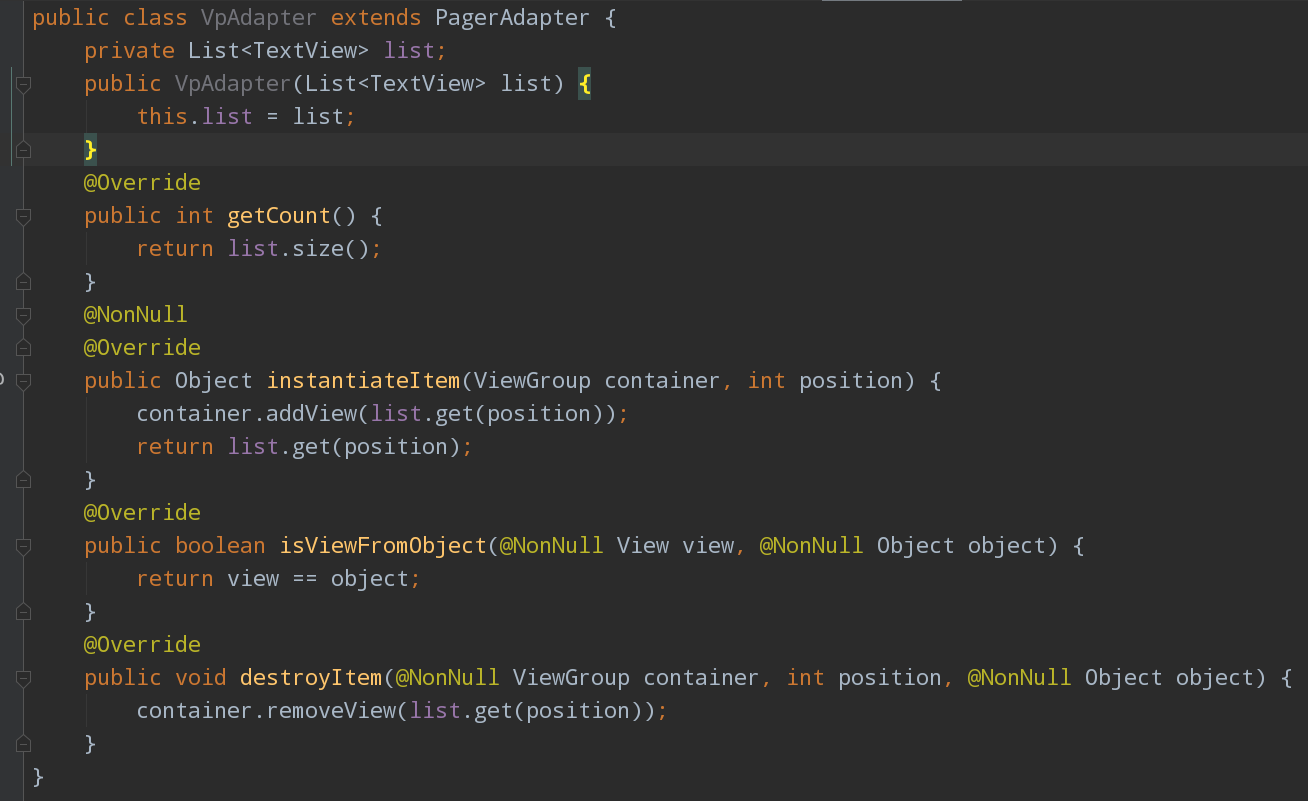 public class VpAdapter extends PagerAdapter {
    private List<TextView> list;
    public VpAdapter(List<TextView> list) {
        this.list = list;
    }
    @Override
    public int getCount() {
        return list.size();
    }
    @NonNull
    @Override
    public Object instantiateItem(ViewGroup container, int position) {
        container.addView(list.get(position));
        return list.get(position);
    }
    @Override
    public boolean isViewFromObject(@NonNull View view, @NonNull Object object) {
        return view == object;
    }
    @Override
    public void destroyItem(@NonNull ViewGroup container, int position, @NonNull Object object) {
        container.removeView(list.get(position));
    }
}